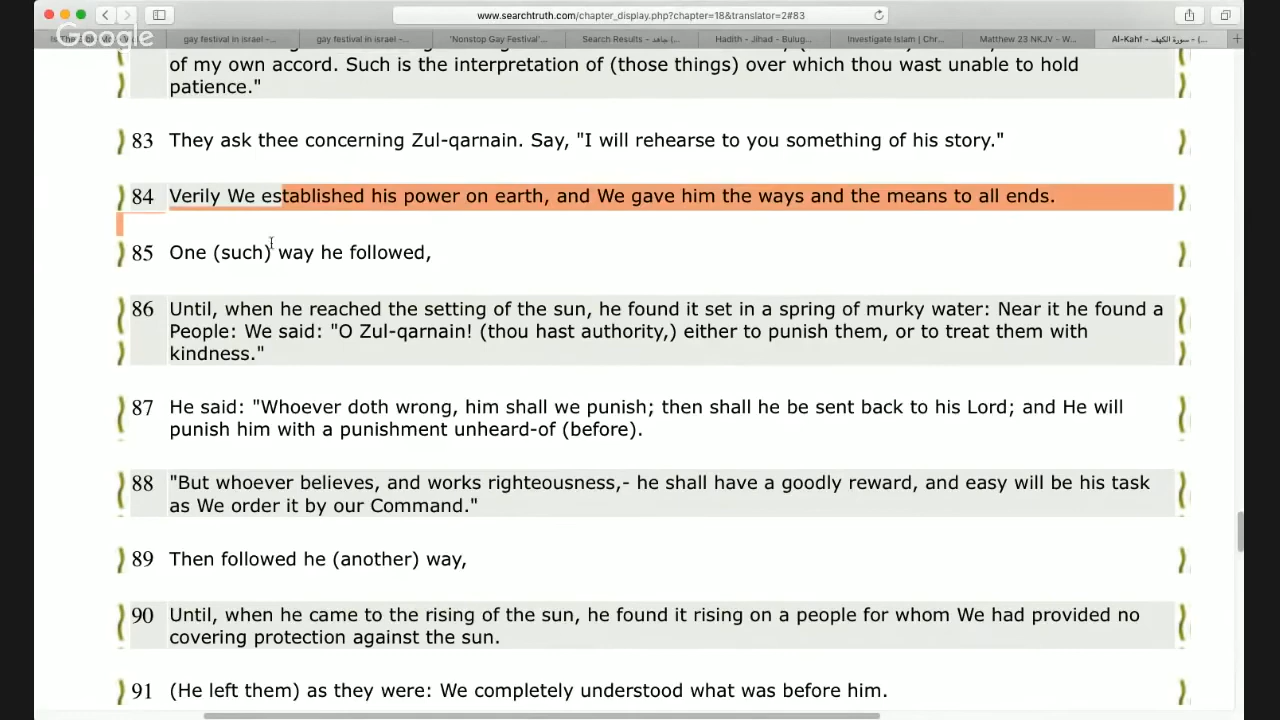 www.searchtruth.com/chapter_display.php?chapter=18&translator=2#83
Google
gay festival in israel -...
gay festival in israel -...
'Nonstop Gay Festival'...
Search Results - جاهد (...
Hadith - Jihad - Bulug...
Investigate Islam | Chr...
Matthew 23 NKJV - W...
Al-Kahf - سورة الكهف - (...
of my own accord. Such is the interpretation of (those things) over which thou wast unable to hold
patience."
83 They ask thee concerning Zul-qarnain. Say, "I will rehearse to you something of his story."
84 Verily We established his power on earth, and We gave him the ways and the means to all ends.
85 One (such) way he followed,
86 Until, when he reached the setting of the sun, he found it set in a spring of murky water: Near it he found a
People: We said: "O Zul-qarnain! (thou hast authority,) either to punish them, or to treat them with
kindness."
87 He said: "Whoever doth wrong, him shall we punish; then shall he be sent back to his Lord; and He will
punish him with a punishment unheard-of (before).
88 "But whoever believes, and works righteousness,- he shall have a goodly reward, and easy will be his task
as We order it by our Command."
89 Then followed he (another) way,
90 Until, when he came to the rising of the sun, he found it rising on a people for whom We had provided no
covering protection against the sun.
91 (He left them) as they were: We completely understood what was before him.